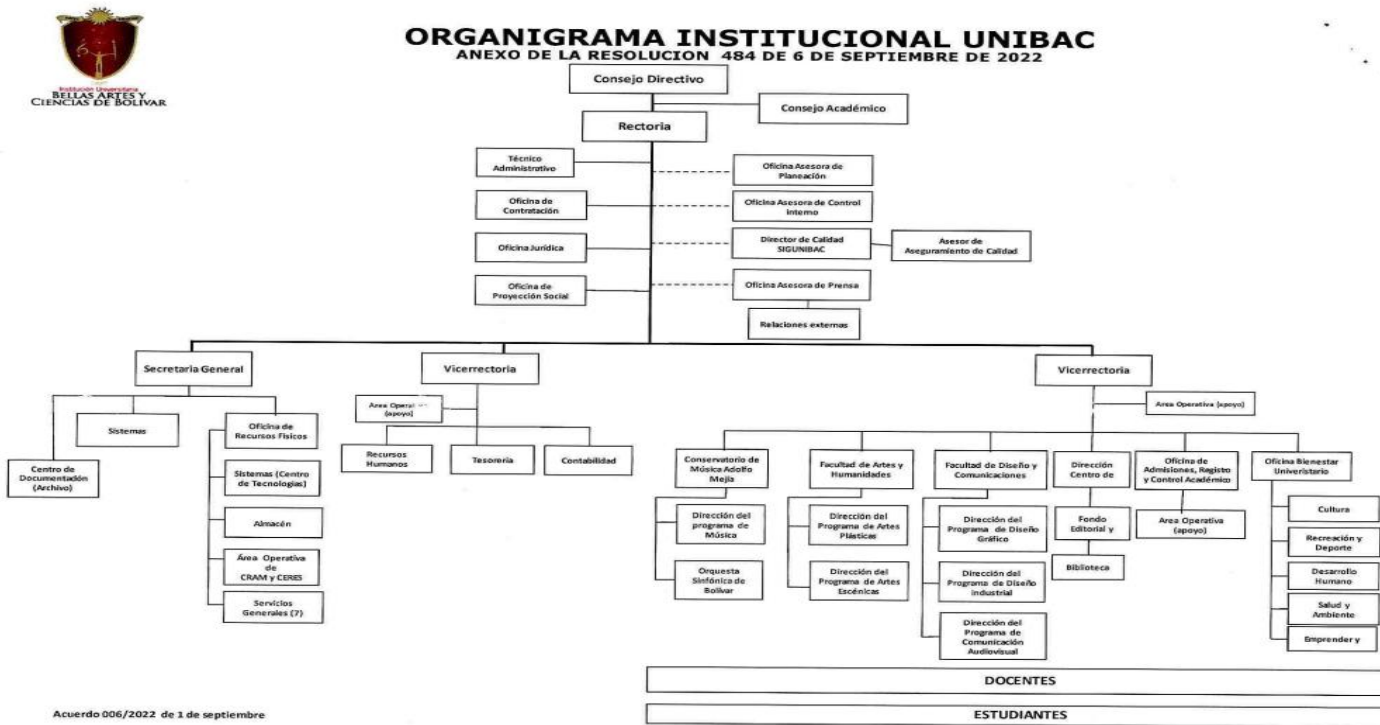 ORGANIGRAMA INSTITUCIONAL UNIBAC
ANEXO DE LA RESOLUCION 484 DE 6 DE SEPTIEMBRE DE 2022
Institución Universitaria
BELLAS ARTES Y
CIENCIAS DE BOLIVAR
Consejo Directivo
Consejo Académico
Rectoria
Técnico
Administrativo
Oficina Asesora de
Planeación
Oficina de
Contratación
Oficina Asesora de Control
Interno
Oficina Jurídica
Director de Calidad
SIGUNIBAC
Asesor de
Aseguramiento de Calidad
Oficina de
Proyección Social
Oficina Asesora de Prensa
Relaciones externas
Secretaria General
Vicerrectoria
Vicerrectoria
Area Operativa (apoyo)
Area
(apoyo)
Sistemas
Oficina de
Recursos Físicos
Centro de
Documentación
(Archivo)
Sistemas (Centro
de Tecnologías)
Almacén
Área Operativa
de
CRAM y CERES
Servicios
Generales (7)
Recursos
Humanos
Tesorería
Contabilidad
Conservatorio de
Música Adolfo
Mejía
Dirección del
programa de
Música
Orquesta
Sinfónica de
Bolívar
Facultad de Artes y
Humanidades
Dirección del
Programa de Artes
Plásticas
Dirección del
Programa de Artes
Escénicas
Facultad de Diseño y
Comunicaciones
Dirección del
Programa de Diseño
Gráfico
Dirección del
Programa de Diseño
Industrial
Dirección del
Programa de
Comunicación
Audiovisual
Dirección
Centro de
Fondo
Editorial y
Biblioteca
Oficina de
Admisiones, Registro
y Control Académico
Area Operativa
(apoyo)
Oficina Bienestar
Univeristario
Cultura
Recreación y
Deporte
Desarrollo
Humano
Salud y
Ambiente
Emprender y
DOCENTES
ESTUDIANTES
Acuerdo 006/2022 de 1 de septiembre